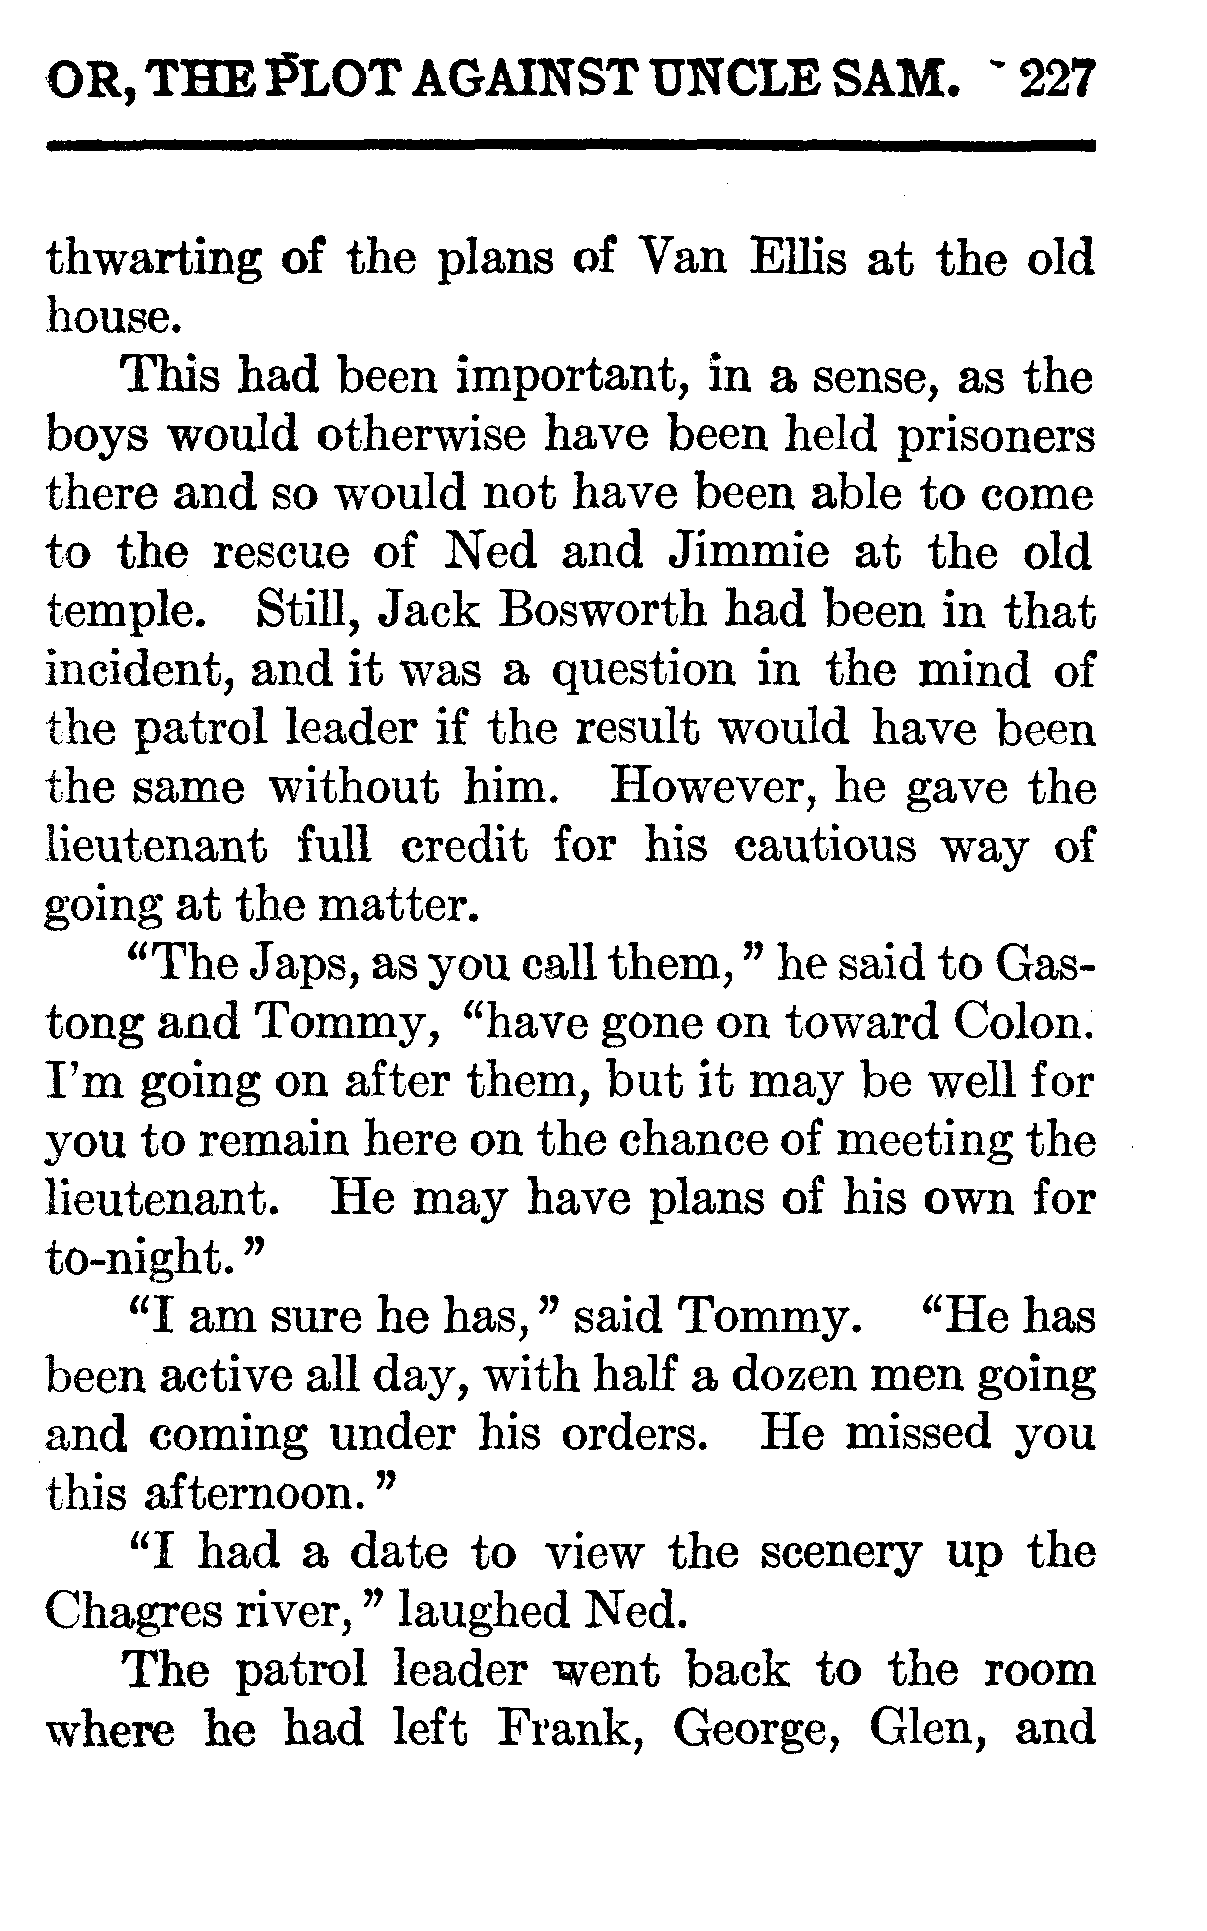 OR, THE PLOT AGAINST UNCLE SAM. 227
thwarting of the plans of Van Ellis at the old
house.
This had been important, in a sense, as the
boys would otherwise have been held prisoners
there and so would not have been able to come
to the rescue of Ned and Jimmie at the old
temple. Still, Jack Bosworth had been in that
incident, and it was a question in the mind of
the patrol leader if the result would have been
the same without him. However, he gave the
lieutenant full credit for his cautious way of
going at the matter.
“The Japs, as you call them,” he said to Gas-
tong and Tommy, “have gone on toward Colon.
I’m going on after them, but it may be well for
you to remain here on the chance of meeting the
lieutenant. He may have plans of his own for
to-night.”
“I am sure he has,” said Tommy. “He has
been active all day, with half a dozen men going
and coming under his orders. He missed you
this afternoon.”
“I had a date to view the scenery up the
Chagres river,” laughed Ned.
The patrol leader went back to the room
where he had left Frank, George, Glen, and